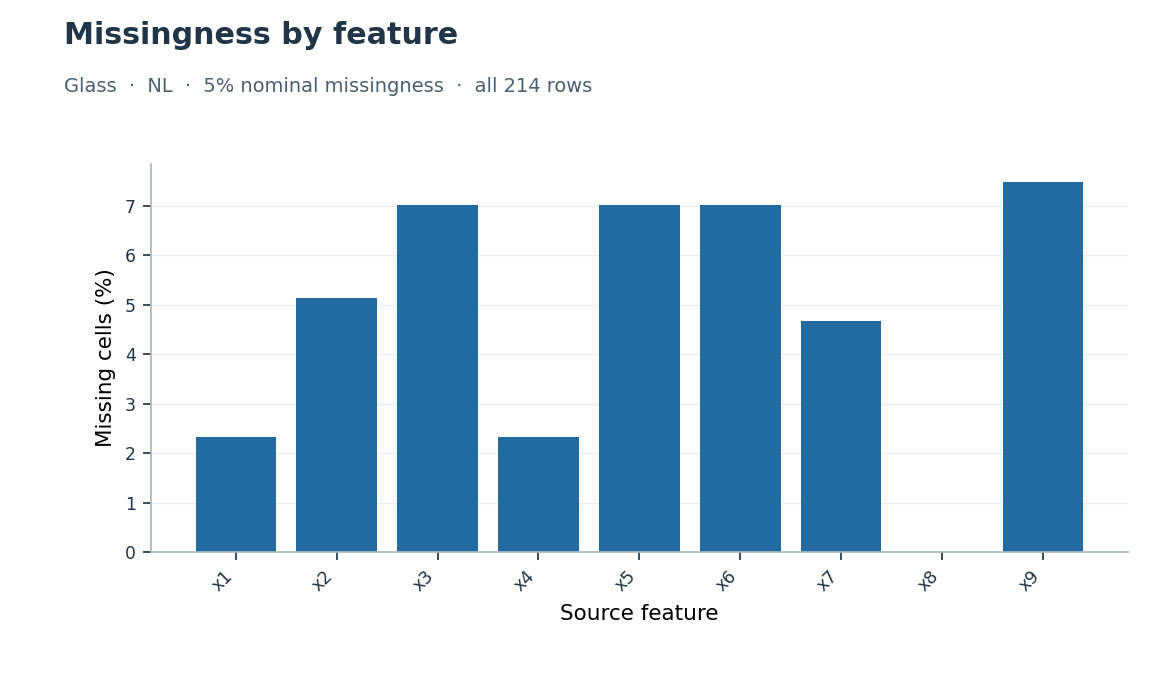 Missingness by feature
Glass · NL · 5% nominal missingness · all 214 rows
Missing cells (%)
7
6
5
4
3
2
1
0
x1 x2 x3 x4 x5 x6 x7 x8 x9
Source feature